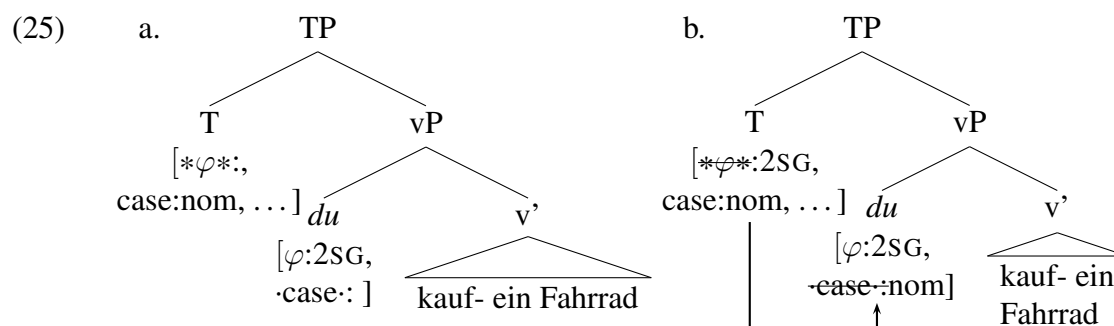 (25) a. TP b. TP
T vP T vP
[∗φ∗:, [∗φ∗:2SG,
case:nom, … ] du v’ case:nom, … ] du v’
[φ:2SG, [φ:2SG,
·case·: ] kauf- ein Fahrrad ·case·:nom] kauf- ein
Fahrrad